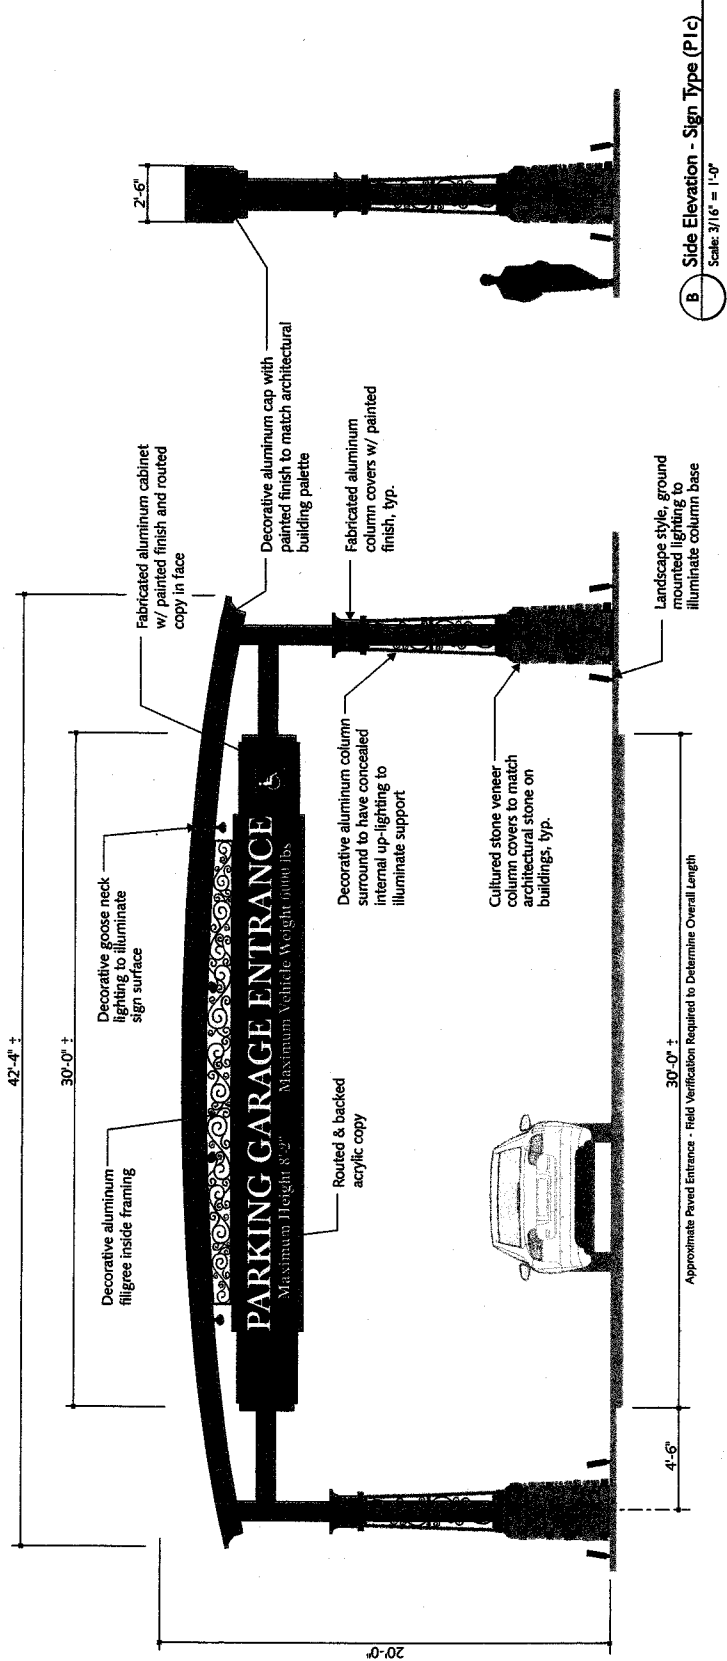 42'-4" ±
30'-0" ±
Decorative aluminum
filigree inside framing
Decorative goose neck
lighting to illuminate
sign surface
Fabricated aluminum cabinet
w/ painted finish and routed
copy in face
2'-6"
Decorative aluminum cap with
painted finish to match architectural
building palette
Fabricated aluminum
column covers w/ painted
finish, typ.
PARKING GARAGE ENTRANCE
Maximum Height 8'-2" Maximum Vehicle Weight 6000 lbs
Routed & backed
acrylic copy
Decorative aluminum column
surround to have concealed
internal up-lighting to
illuminate support
Cultured stone veneer
column covers to match
architectural stone on
buildings, typ.
Landscape style, ground
mounted lighting to
illuminate column base
20'-0"
4'-6"
30'-0" ±
Approximate Paved Entrance - Field Verification Required to Determine Overall Length
B
Side Elevation - Sign Type (P1c)
Scale: 3/16" = 1'-0"